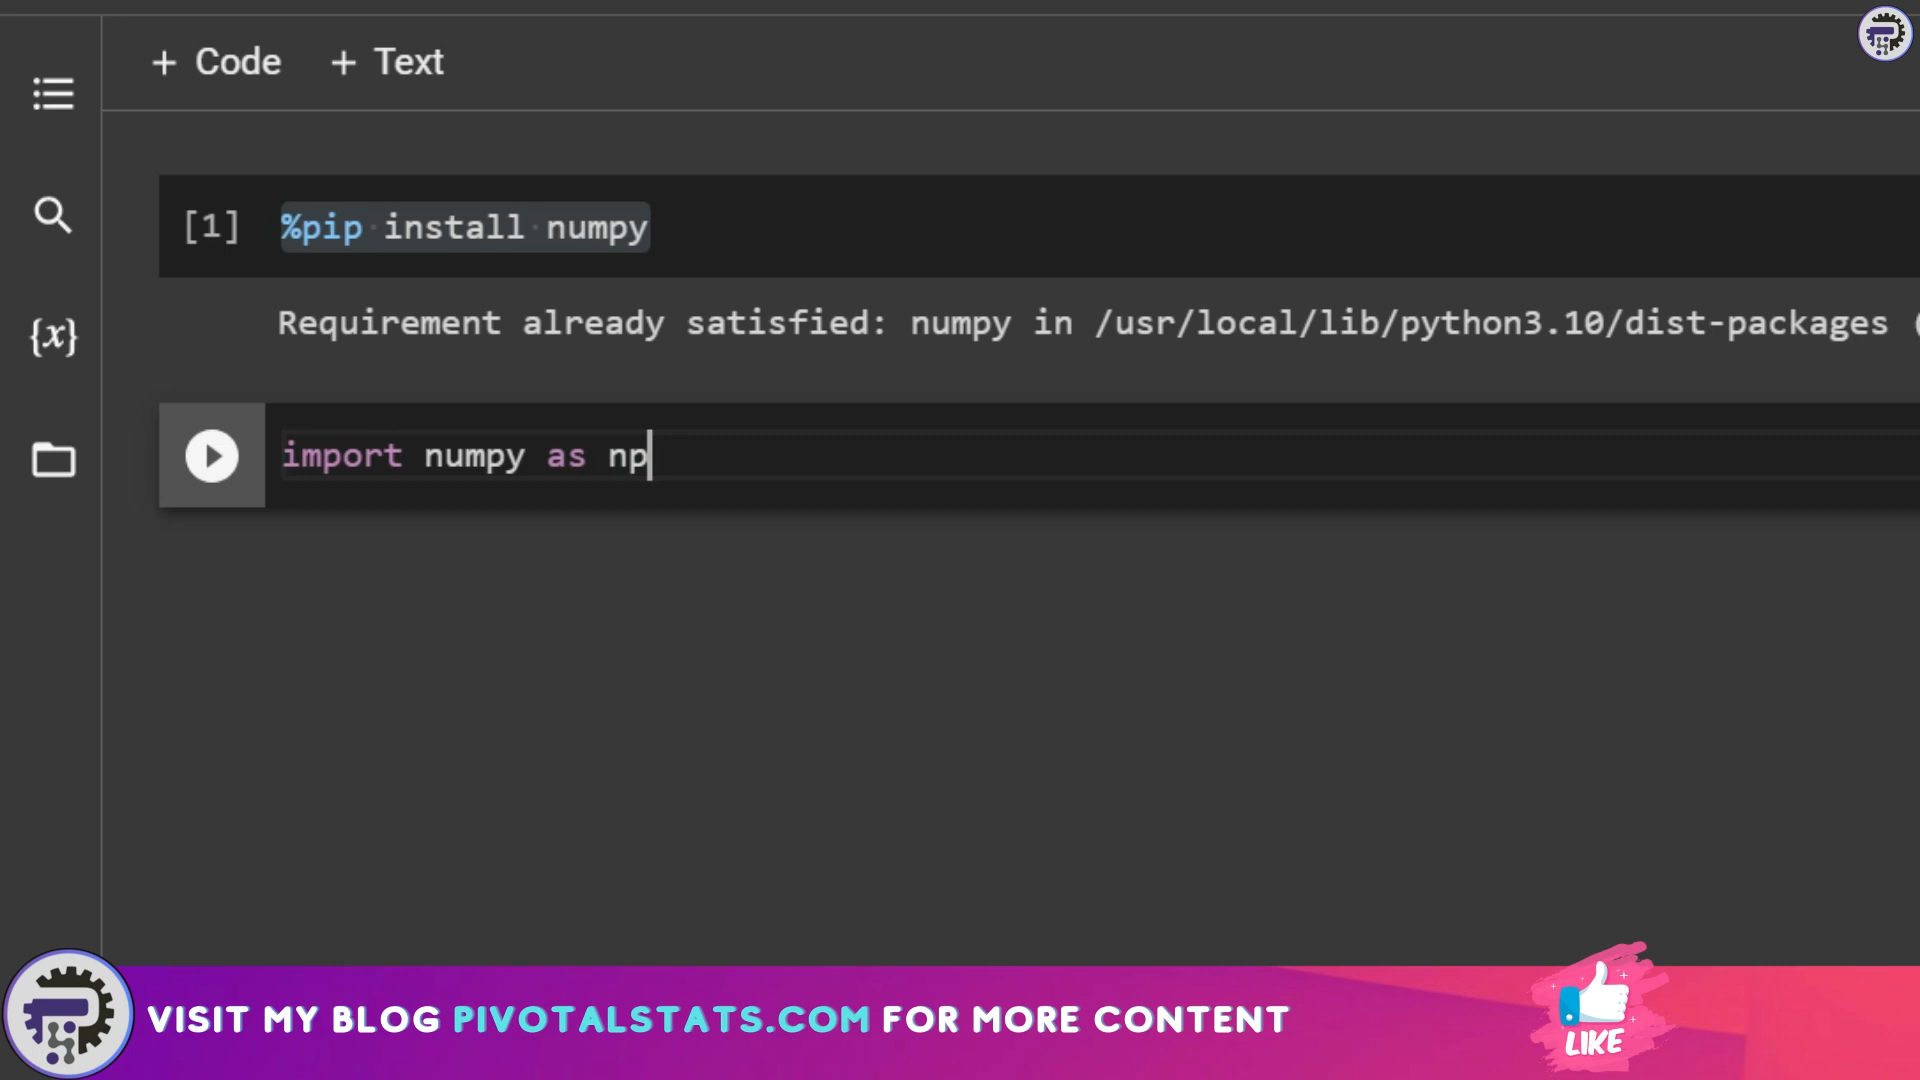 + Code + Text
[1] %pip install numpy
Requirement already satisfied: numpy in /usr/local/lib/python3.10/dist-packages (
import numpy as np
{x}
VISIT MY BLOG PIVOTALSTATS.COM FOR MORE CONTENT
LIKE